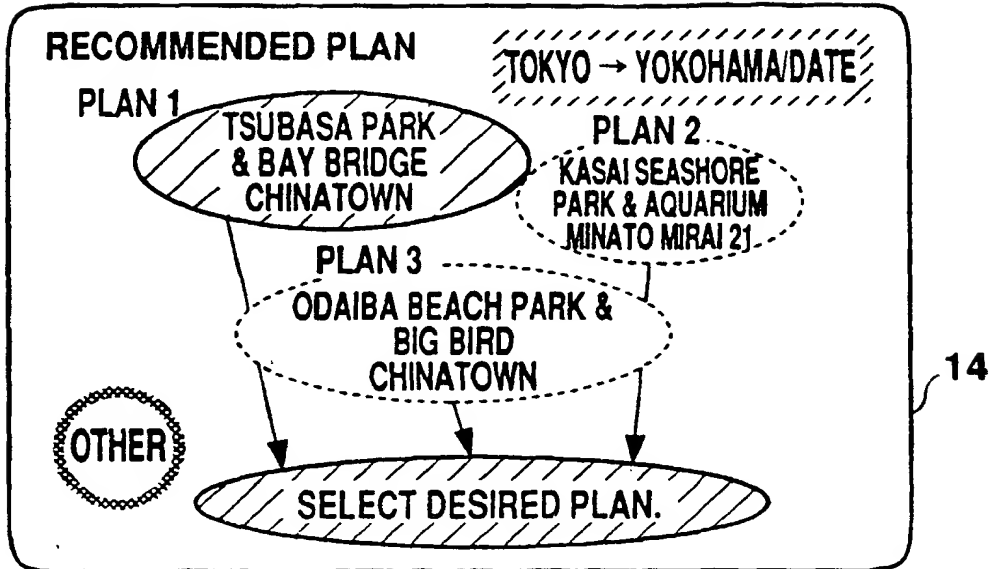 RECOMMENDED PLAN
TOKYO → YOKOHAMA/DATE
PLAN 1
TSUBASA PARK
& BAY BRIDGE
CHINATOWN
PLAN 2
KASAI SEASHORE
PARK & AQUARIUM
MINATO MIRAI 21
PLAN 3
ODAIBA BEACH PARK &
BIG BIRD
CHINATOWN
14
OTHER
SELECT DESIRED PLAN.